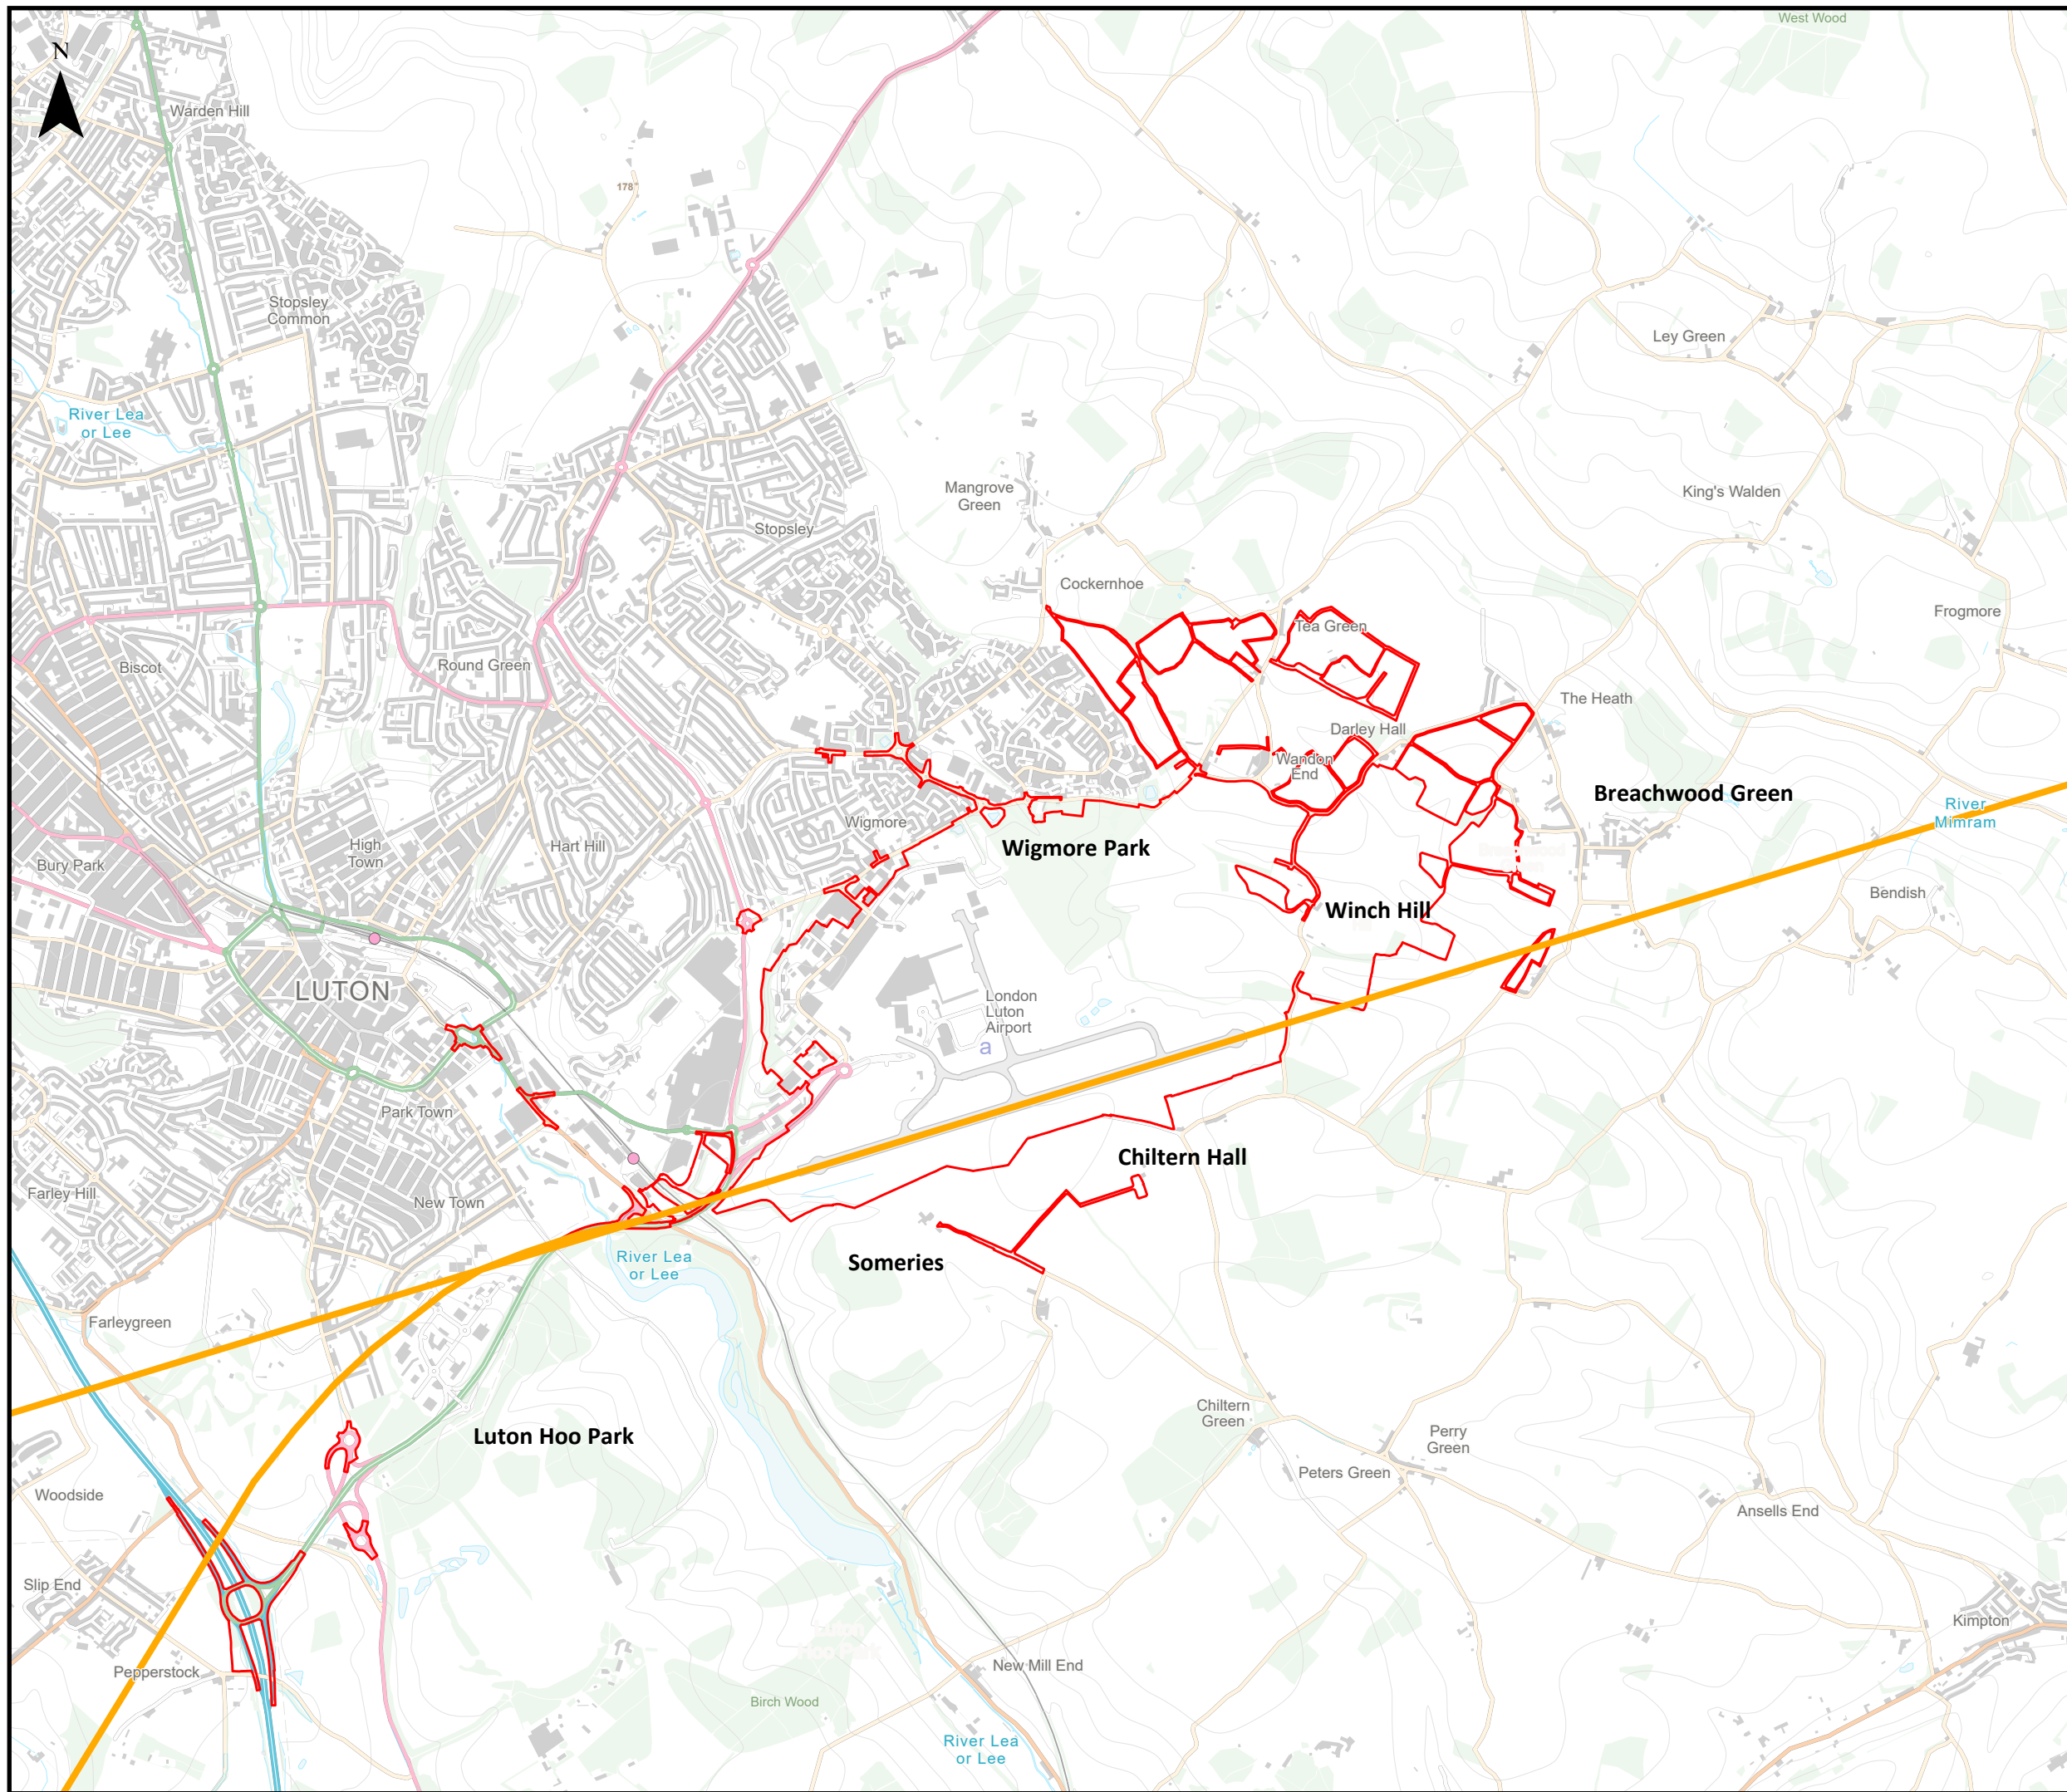 West Wood
N
Warden Hill
178
Stopsley
Common
Ley Green
River Lea
or Lee
Mangrove
Green
King's Walden
Stopsley
Cockernhoe
Frogmore
Tea Green
Biscot
Round Green
The Heath
Darley Hall
Wandon
End
Breachwood Green
River
Mimram
Wigmore
High
Town
Hart Hill
Wigmore Park
Bury Park
Bendish
Winch Hill
LUTON
London
Luton
Airport
a
Park Town
Chiltern Hall
Farley Hill
New Town
River Lea
or Lee
Someries
Farleygreen
Chiltern
Green
Luton Hoo Park
Perry
Green
Peters Green
Woodside
Ansells End
Slip End
Kimpton
Pepperstock
New Mill End
Birch Wood
River Lea
or Lee